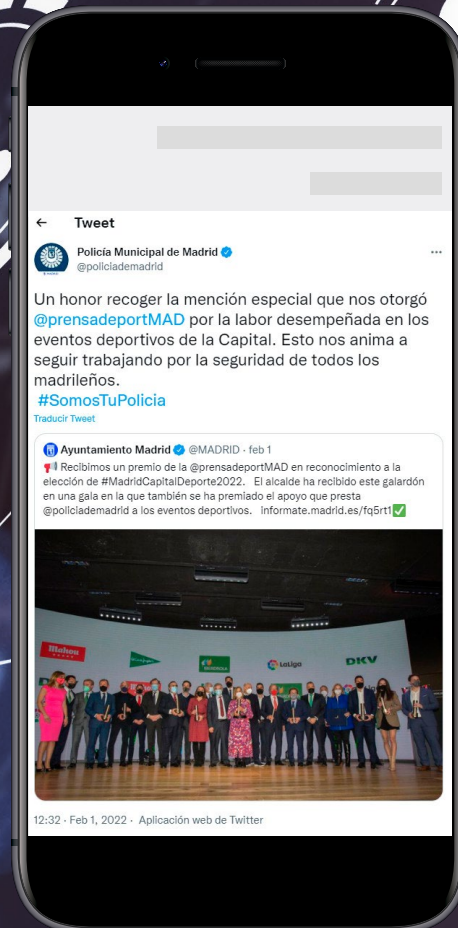 Tweet
Policía Municipal de Madrid
@policiademadrid
Un honor recoger la mención especial que nos otorgó
@prensadeportMAD por la labor desempeñada en los
eventos deportivos de la Capital. Esto nos anima a
seguir trabajando por la seguridad de todos los
madrileños.
#SomosTuPolicia
Traducir Tweet
Ayuntamiento Madrid @MADRID · feb 1
Recibimos un premio de la @prensadeportMAD en reconocimiento a la
elección de #MadridCapitalDeporte2022. El alcalde ha recibido este galardón
en una gala en la que también se ha premiado el apoyo que presta
@policiademadrid a los eventos deportivos. informate.madrid.es/fq5rt1
Mahou
LaLiga
DKV
12:32 · Feb 1, 2022 · Aplicación web de Twitter